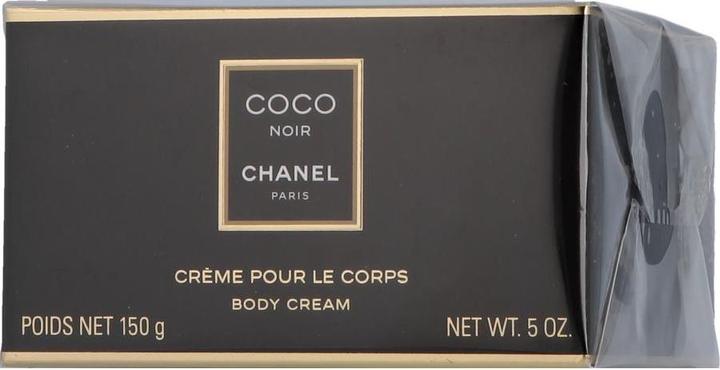 COCO
NOIR
CHANEL
PARIS
CRÈME POUR LE CORPS
BODY CREAM
POIDS NET 150 g
NET WT. 5 OZ.